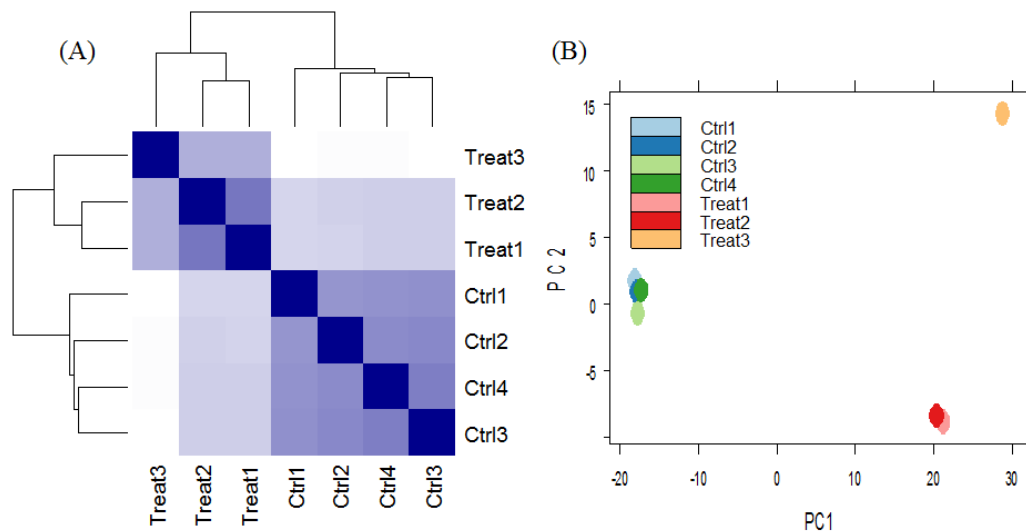 (A)
Treat3
Treat2
Treat1
Ctrl1
Ctrl2
Ctrl4
Ctrl3
Treat3
Treat2
Treat1
Ctrl1
Ctrl2
Ctrl4
Ctrl3
(B)
Ctrl1
Ctrl2
Ctrl3
Ctrl4
Treat1
Treat2
Treat3
PC2
15
10
5
0
-5
-20
-10
0
10
20
30
PC1